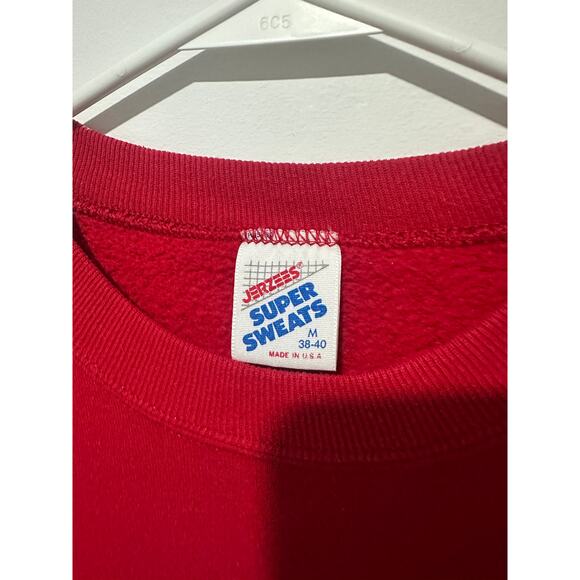 6C5
JERZEES®
SUPER
SWEATS
M
38-40
MADE IN U.S.A